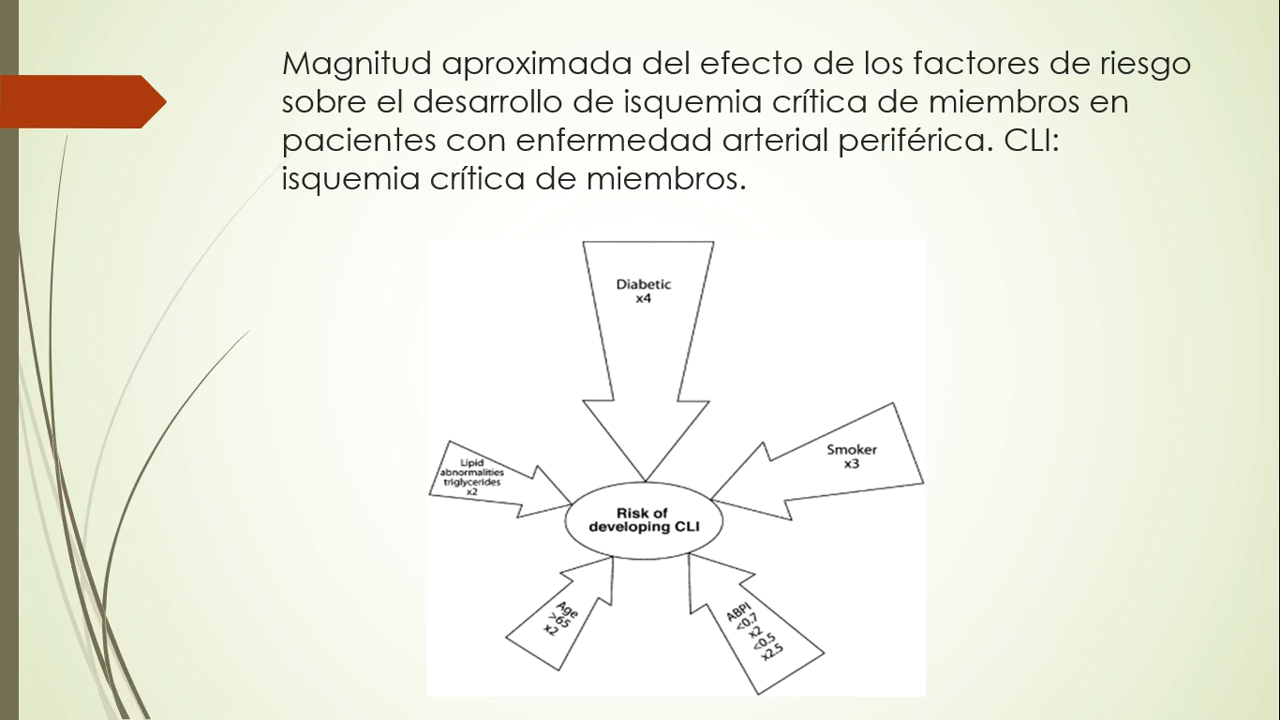 Magnitud aproximada del efecto de los factores de riesgo
sobre el desarrollo de isquemia crítica de miembros en
pacientes con enfermedad arterial periférica. CLI:
isquemia crítica de miembros.
Diabetic
x4
Smoker
x3
Lipid
abnormalities
triglycerides
x2
Risk of
developing CLI
Age
>65
x2
ABPI
<0.7
x2
<0.5
x2.5